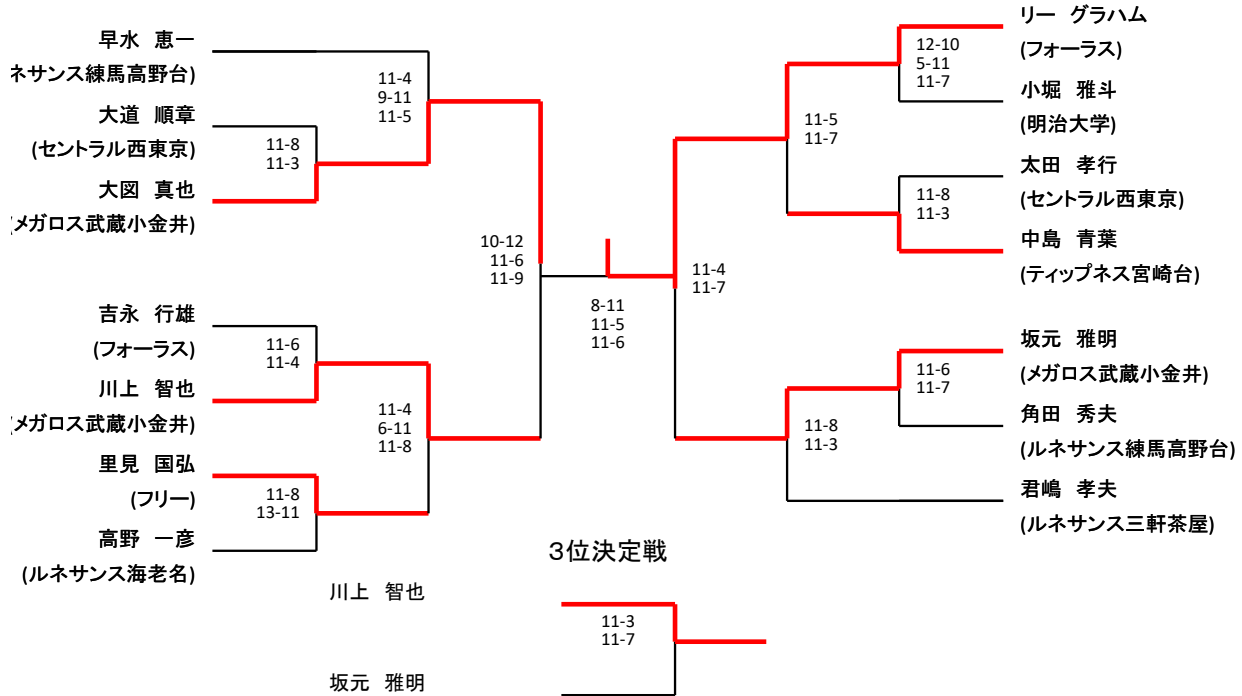 早水 恵一
ネサンス練馬高野台)
大道 順章
(セントラル西東京)
大図 真也
(メガロス武蔵小金井)
吉永 行雄
(フォーラス)
川上 智也
(メガロス武蔵小金井)
里見 国弘
(フリー)
高野 一彦
(ルネサンス海老名)
11-4
9-11
11-5
11-8
11-3
11-6
11-4
11-4
6-11
11-8
11-8
13-11
10-12
11-6
11-9
8-11
11-5
11-6
11-4
11-7
11-5
11-7
12-10
5-11
11-7
11-8
11-3
11-6
11-7
11-8
11-3
リー グラハム
(フォーラス)
小堀 雅斗
(明治大学)
太田 孝行
(セントラル西東京)
中島 青葉
(ティップネス宮崎台)
坂元 雅明
(メガロス武蔵小金井)
角田 秀夫
(ルネサンス練馬高野台)
君嶋 孝夫
(ルネサンス三軒茶屋)
3位決定戦
川上 智也
11-3
11-7
坂元 雅明